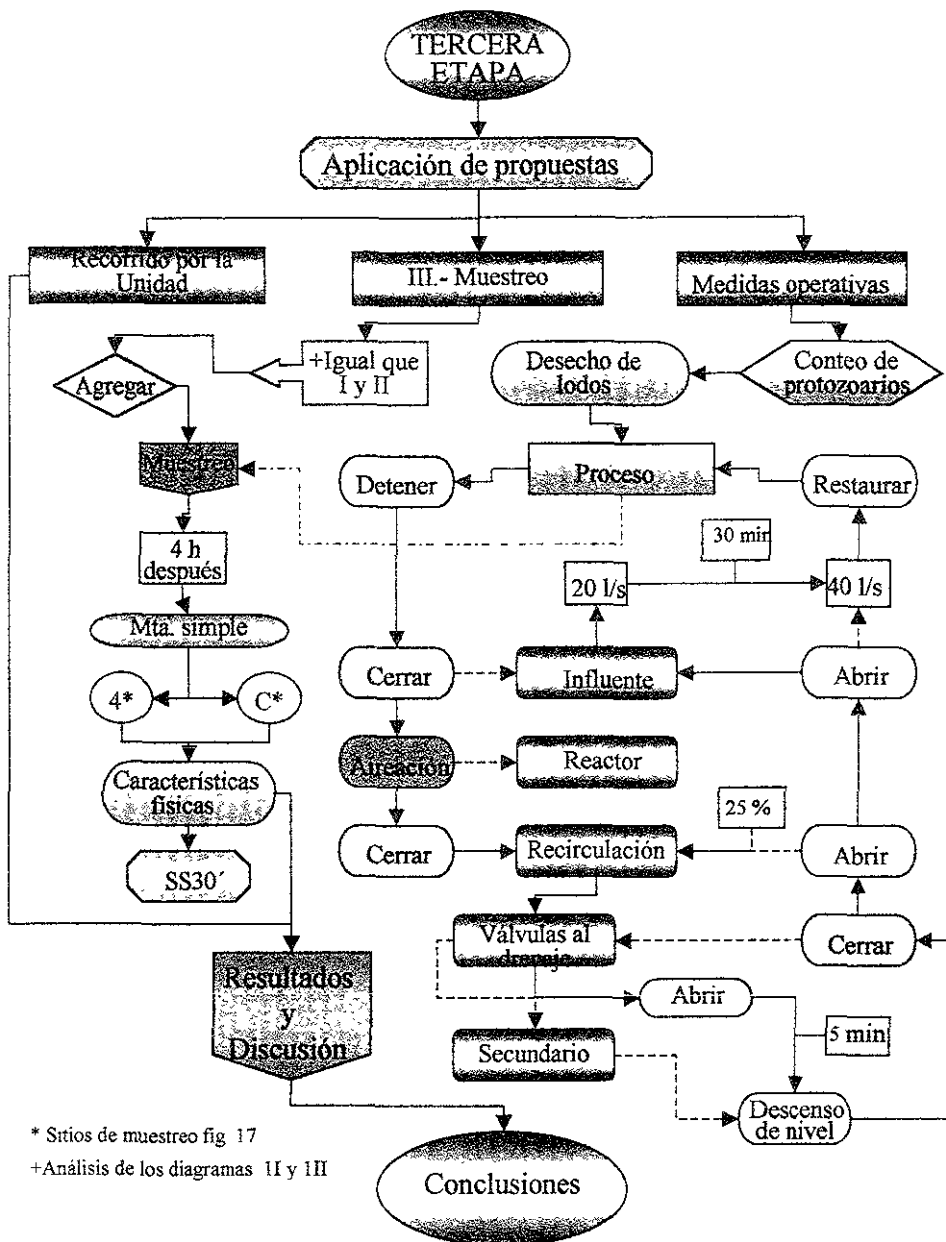 TERCERA
ETAPA
Aplicación de propuestas
Recorrido por la
Unidad
III.- Muestreo
Medidas operativas
+Igual que
I y II
Agregar
Desecho de
lodos
Conteo de
protozoarios
Muestreo
Detener
Proceso
Restaurar
4 h
después
30 min
20 l/s
40 l/s
Mta. simple
Cerrar
Influente
Abrir
4*
C*
Aireación
Reactor
Características
físicas
25 %
Cerrar
Recirculación
Abrir
SS30´
Válvulas al
drenaje
Cerrar
Resultados
y
Discusión
Abrir
5 min
Secundario
Descenso
de nivel
* Sitios de muestreo fig 17
+Análisis de los diagramas 1I y 1II
Conclusiones